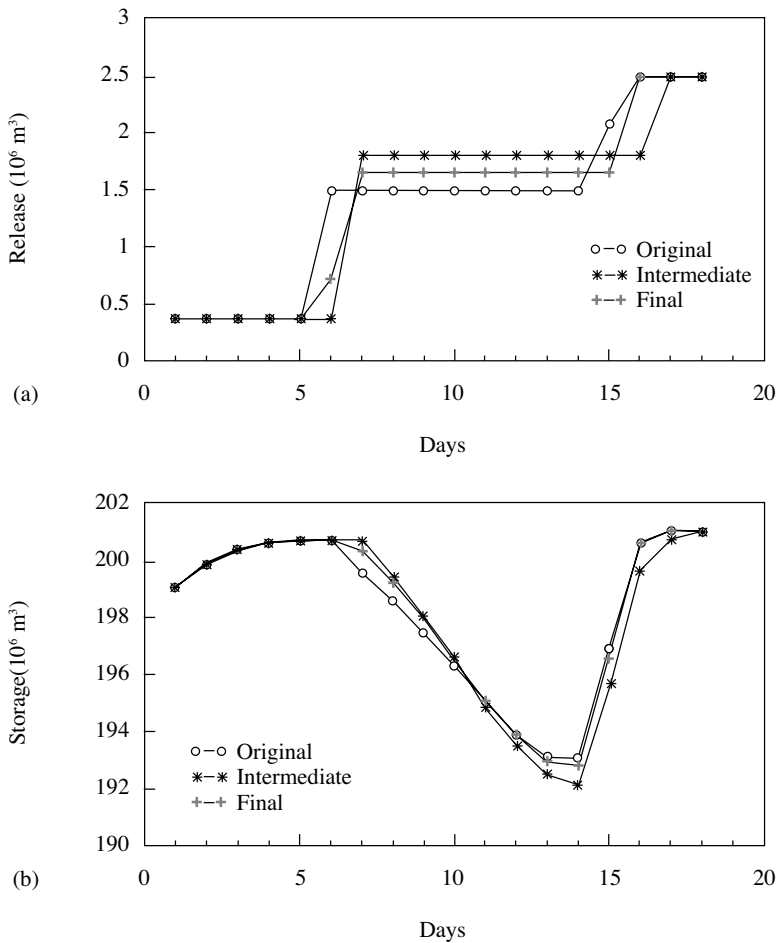 3
2.5
2
1.5
1
0.5
0
Release (10⁶ m³)
Original
Intermediate
Final
0 5 10 15 20
(a)
Days
202
200
198
196
194
192
190
Storage(10⁶ m³)
Original
Intermediate
Final
0 5 10 15 20
(b)
Days